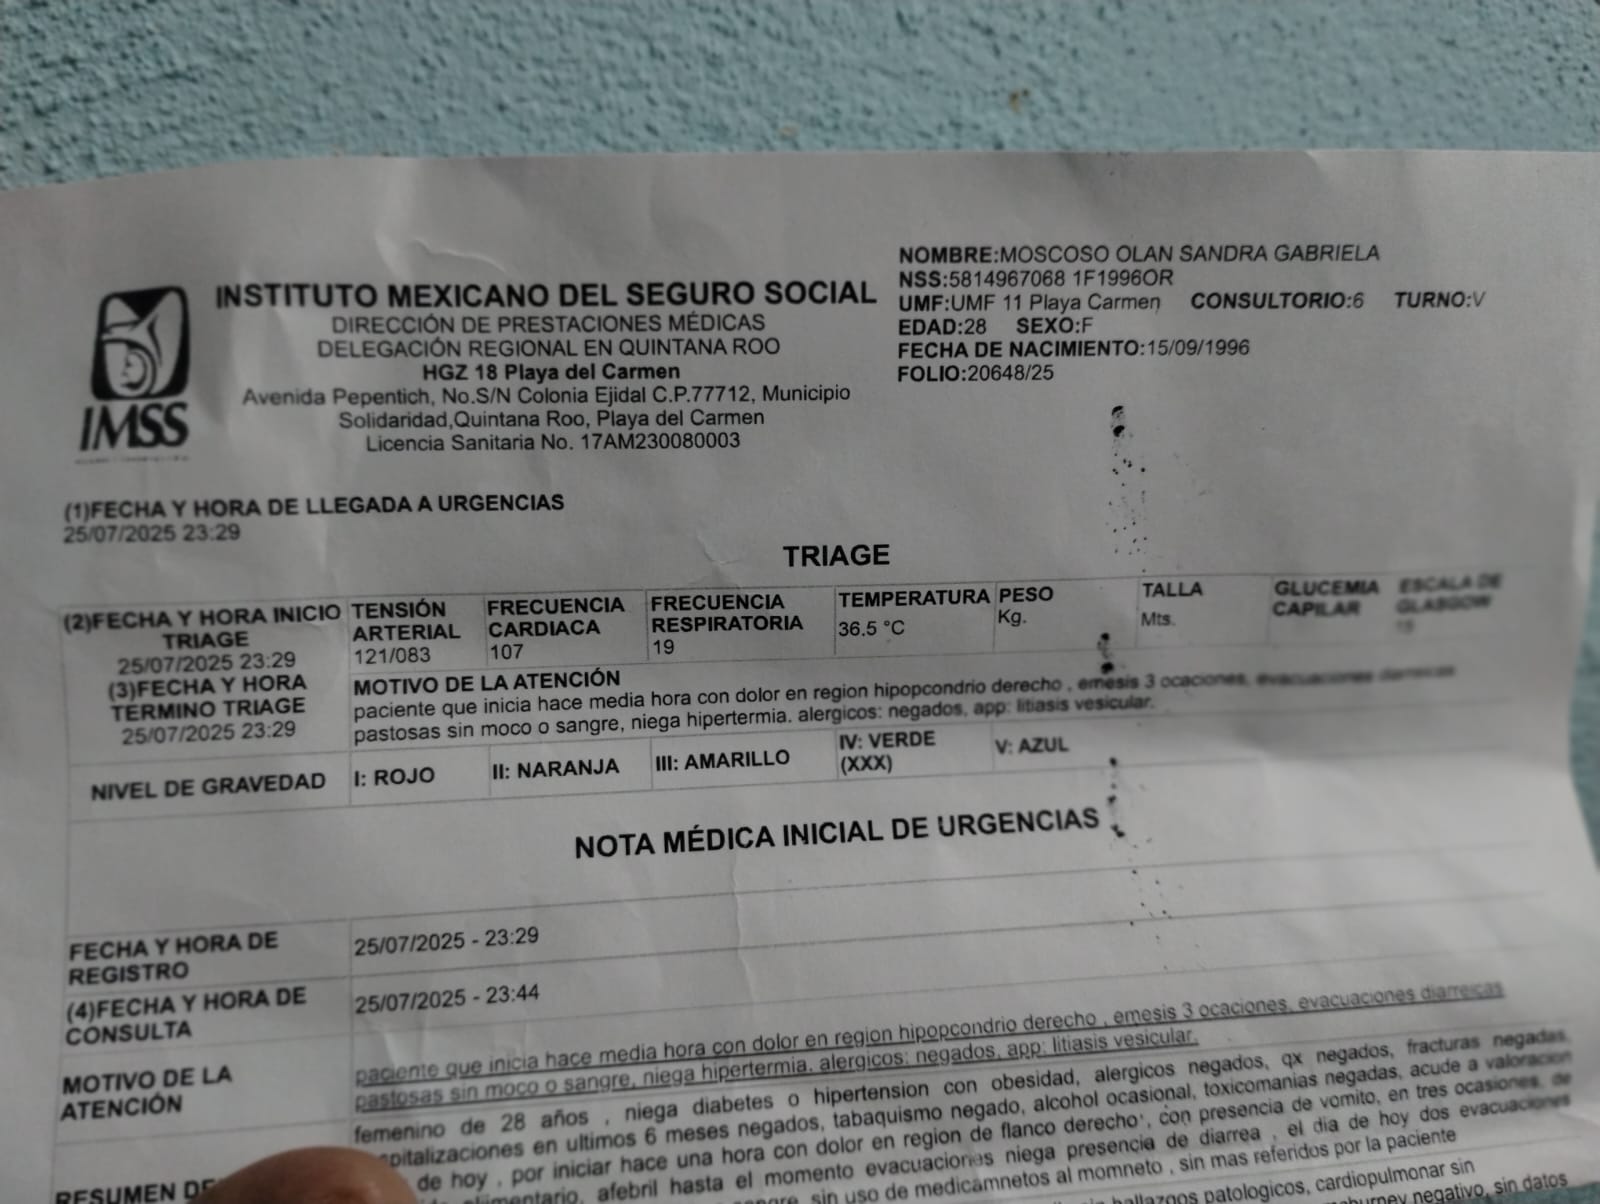 INSTITUTO MEXICANO DEL SEGURO SOCIAL
DIRECCIÓN DE PRESTACIONES MÉDICAS
DELEGACIÓN REGIONAL EN QUINTANA ROO
HGZ 18 Playa del Carmen
Avenida Pepentich, No.S/N Colonia Ejidal C.P.77712, Municipio
Solidaridad,Quintana Roo, Playa del Carmen
Licencia Sanitaria No. 17AM230080003
IMSS
NOMBRE:MOSCOSO OLAN SANDRA GABRIELA
NSS:5814967068 1F1996OR
UMF:UMF 11 Playa Carmen CONSULTORIO:6 TURNO:V
EDAD:28 SEXO:F
FECHA DE NACIMIENTO:15/09/1996
FOLIO:20648/25
(1)FECHA Y HORA DE LLEGADA A URGENCIAS
25/07/2025 23:29
TRIAGE
(2)FECHA Y HORA INICIO
TRIAGE
25/07/2025 23:29
TENSIÓN
ARTERIAL
121/083
FRECUENCIA
CARDIACA
107
FRECUENCIA
RESPIRATORIA
19
TEMPERATURA
36.5 °C
PESO
Kg.
TALLA
Mts.
GLUCEMIA
CAPILAR
ESCALA DE
GLASGOW
15
(3)FECHA Y HORA
TERMINO TRIAGE
25/07/2025 23:29
MOTIVO DE LA ATENCIÓN
paciente que inicia hace media hora con dolor en region hipopcondrio derecho , emesis 3 ocaciones, evacuaciones diarreicas
pastosas sin moco o sangre, niega hipertermia. alergicos: negados, app: litiasis vesicular.
NIVEL DE GRAVEDAD
I: ROJO
II: NARANJA
III: AMARILLO
IV: VERDE
(XXX)
V: AZUL
NOTA MÉDICA INICIAL DE URGENCIAS
FECHA Y HORA DE
REGISTRO
25/07/2025 - 23:29
(4)FECHA Y HORA DE
CONSULTA
25/07/2025 - 23:44
MOTIVO DE LA
ATENCIÓN
paciente que inicia hace media hora con dolor en region hipopcondrio derecho , emesis 3 ocaciones, evacuaciones diarreicas
pastosas sin moco o sangre, niega hipertermia. alergicos: negados, app: litiasis vesicular.
RESUMEN DE
femenino de 28 años , niega diabetes o hipertension con obesidad, alergicos negados, qx negados, fracturas negadas,
pitalizaciones en ultimos 6 meses negados, tabaquismo negado, alcohol ocasional, toxicomanias negadas, acude a valoracion
de hoy , por iniciar hace una hora con dolor en region de flanco derecho , con presencia de vomito, en tres ocasiones, de
alimentario, afebril hasta el momento evacuaciones niega presencia de diarrea , el dia de hoy dos evacuaciones
sin uso de medicamnetos al momneto , sin mas referidos por la paciente
hallazgos patologicos, cardiopulmonar sin
negativo, sin datos